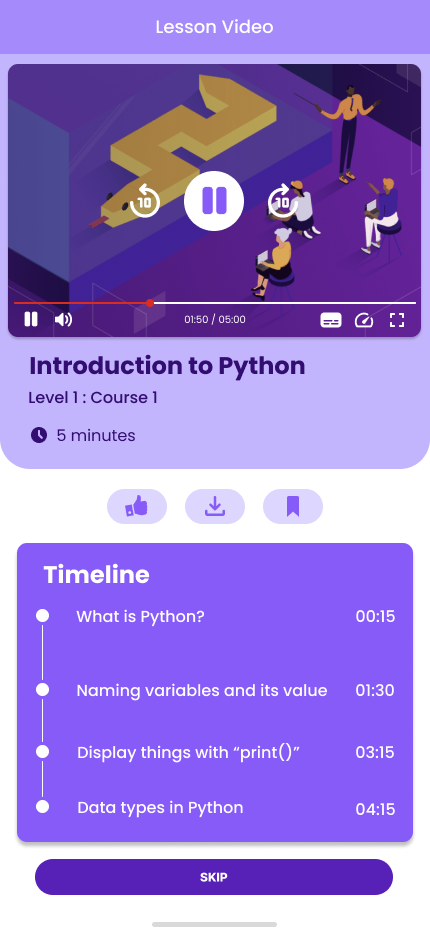 Lesson Video
10
10
01:50 / 05:00
Introduction to Python
Level 1 : Course 1
5 minutes
Timeline
What is Python? 00:15
Naming variables and its value 01:30
Display things with “print()” 03:15
Data types in Python 04:15
SKIP